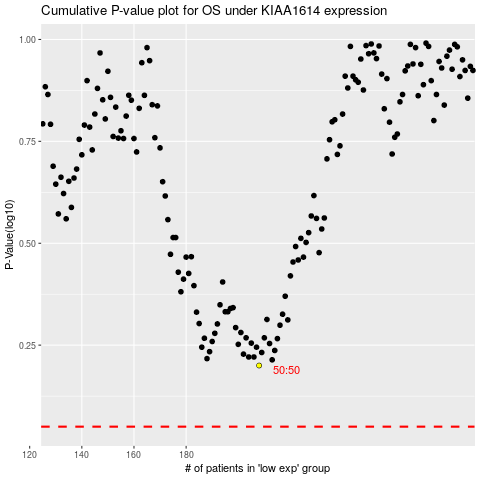 Cumulative P-value plot for OS under KIAA1614 expression
P-Value(log10)
1.00
0.75
0.50
0.25
50:50
120 140 160 180
# of patients in 'low exp' group